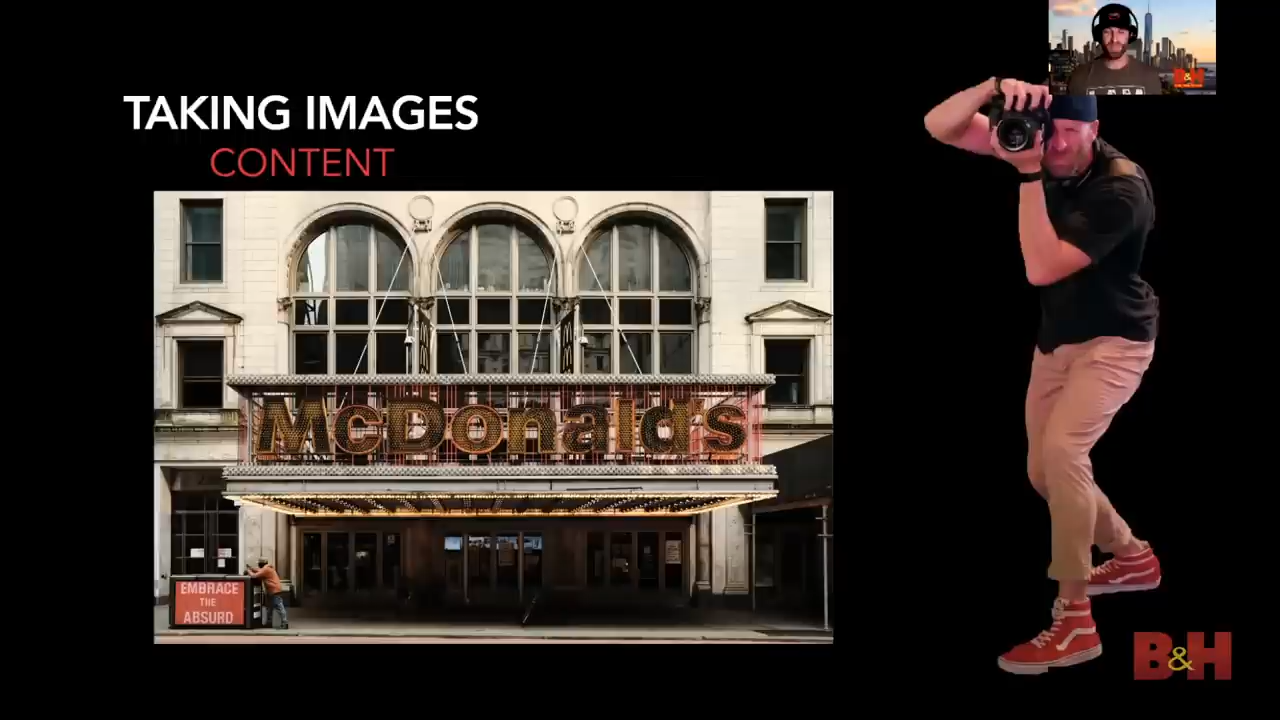 TAKING IMAGES
CONTENT
McDonald's
EMBRACE
THE
ABSURD
B&H
B&H